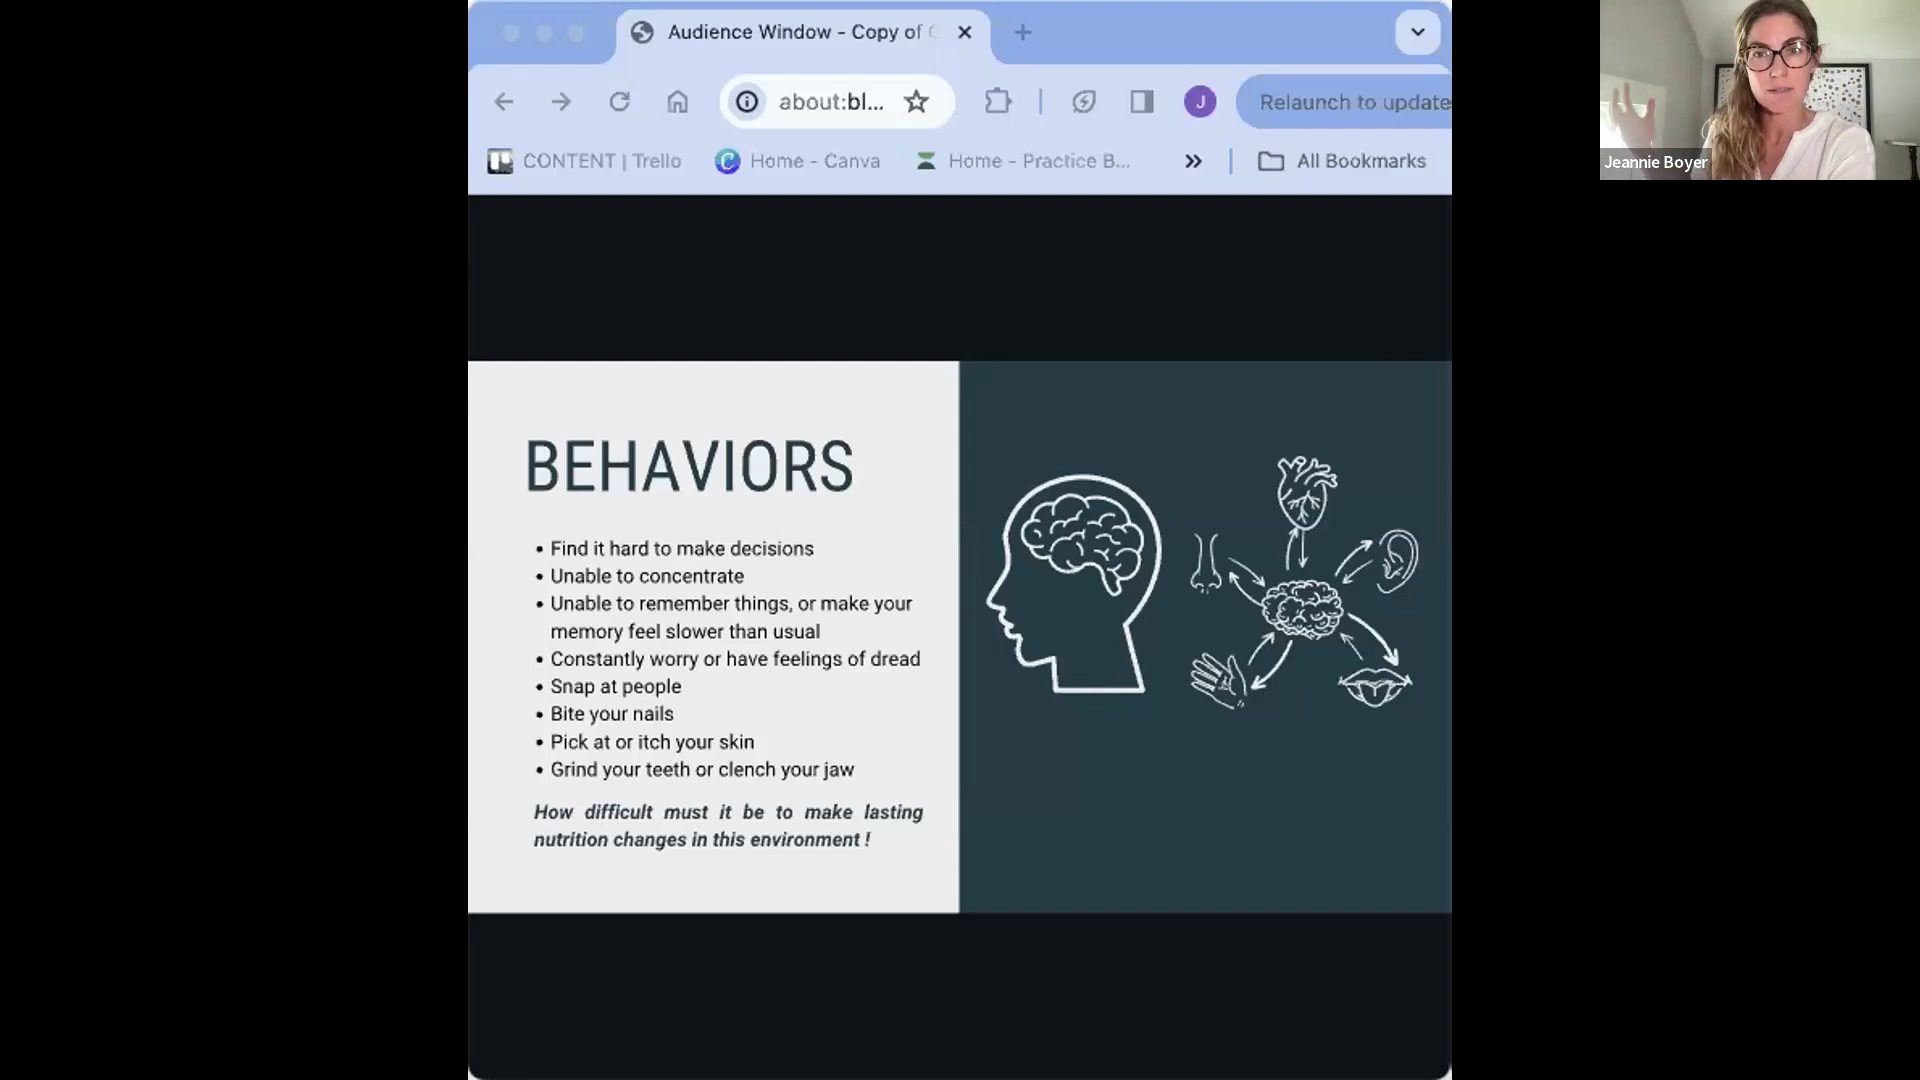 Audience Window - Copy of
about:bl...
J
Relaunch to update
CONTENT | Trello
Home - Canva
Home - Practice B...
All Bookmarks
Jeannie Boyer
BEHAVIORS
• Find it hard to make decisions
• Unable to concentrate
• Unable to remember things, or make your
memory feel slower than usual
• Constantly worry or have feelings of dread
• Snap at people
• Bite your nails
• Pick at or itch your skin
• Grind your teeth or clench your jaw
How difficult must it be to make lasting
nutrition changes in this environment !